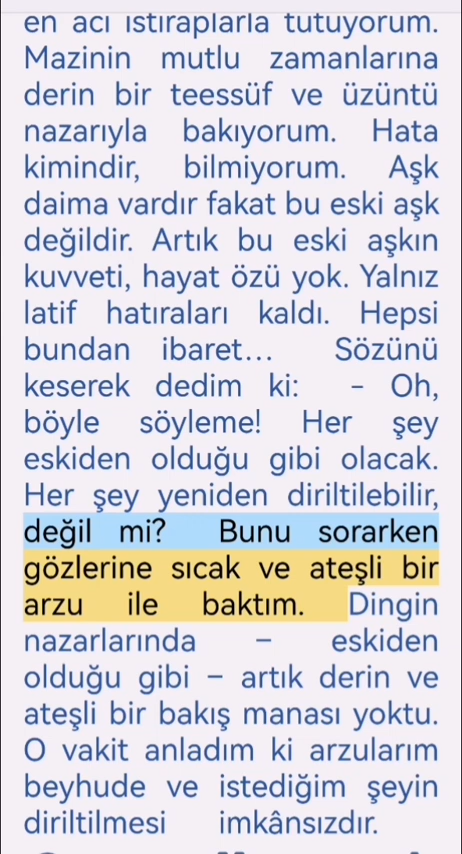 en acı ıstıraplarla tutuyorum.
Mazinin mutlu zamanlarına
derin bir teessüf ve üzüntü
nazarıyla bakıyorum. Hata
kimindir, bilmiyorum. Aşk
daima vardır fakat bu eski aşk
değildir. Artık bu eski aşkın
kuvveti, hayat özü yok. Yalnız
latif hatıraları kaldı. Hepsi
bundan ibaret... Sözünü
keserek dedim ki: – Oh,
böyle söyleme! Her şey
eskiden olduğu gibi olacak.
Her şey yeniden diriltilebilir,
değil mi? Bunu sorarken
gözlerine sıcak ve ateşli bir
arzu ile baktım. Dingin
nazarlarında – eskiden
olduğu gibi – artık derin ve
ateşli bir bakış manası yoktu.
O vakit anladım ki arzularım
beyhude ve istediğim şeyin
diriltilmesi imkânsızdır.